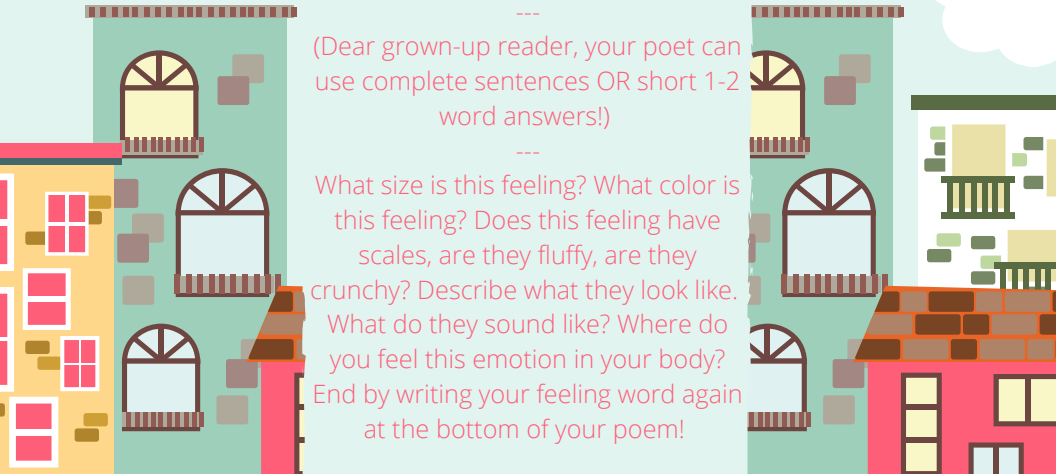 ---
(Dear grown-up reader, your poet can
use complete sentences OR short 1-2
word answers!)
---
What size is this feeling? What color is
this feeling? Does this feeling have
scales, are they fluffy, are they
crunchy? Describe what they look like.
What do they sound like? Where do
you feel this emotion in your body?
End by writing your feeling word again
at the bottom of your poem!